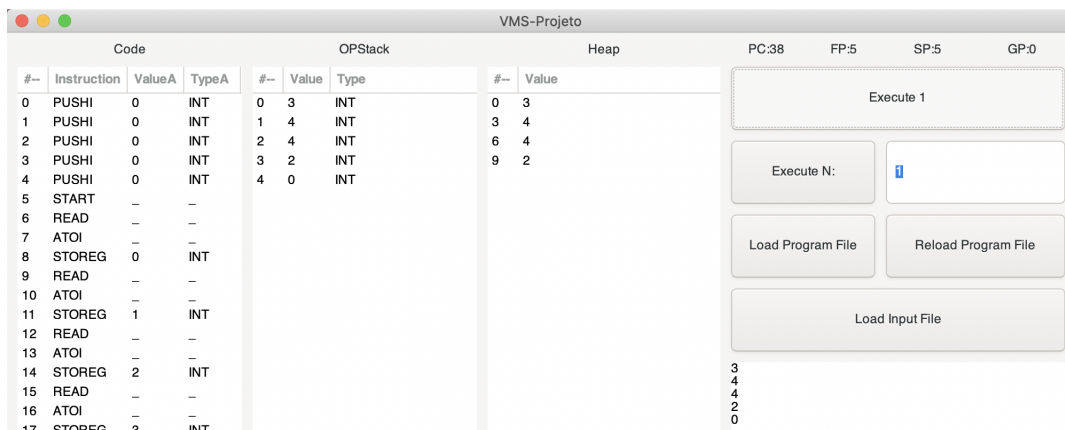 VMS-Projeto
Code OPStack Heap PC:38 FP:5 SP:5 GP:0
#-- Instruction ValueA TypeA #-- Value Type #-- Value
0 PUSHI 0 INT 0 3 INT 0 3
1 PUSHI 0 INT 1 4 INT 3 4
2 PUSHI 0 INT 2 4 INT 6 4
3 PUSHI 0 INT 3 2 INT 9 2
4 PUSHI 0 INT 4 0 INT
5 START _ _
6 READ _ _
7 ATOI _ _
8 STOREG 0 INT
9 READ _ _
10 ATOI _ _
11 STOREG 1 INT
12 READ _ _
13 ATOI _ _
14 STOREG 2 INT
15 READ _ _
16 ATOI _ _
17 STOREG 3 INT
Execute 1
Execute N: 1
Load Program File Reload Program File
Load Input File
3
4
4
2
0